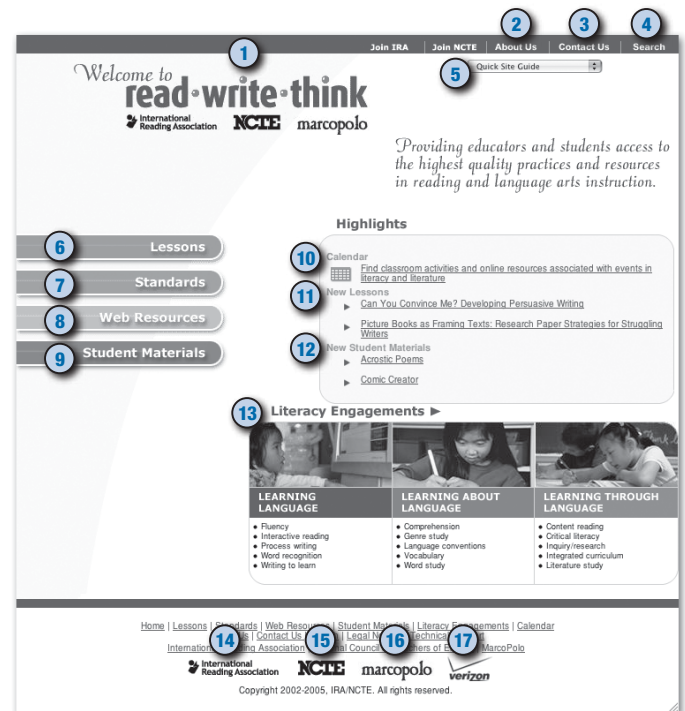 2
3
4
1
Join IRA | Join NCTE | About Us | Contact Us | Search
5
Quick Site Guide
Welcome to
read·write·think
International
Reading Association
NCTE
marcopolo
Providing educators and students access to
the highest quality practices and resources
in reading and language arts instruction.
6 Lessons
7 Standards
8 Web Resources
9 Student Materials
Highlights
10 Calendar
Find classroom activities and online resources associated with events in
literacy and literature
11 New Lessons
Can You Convince Me? Developing Persuasive Writing
Picture Books as Framing Texts: Research Paper Strategies for Struggling
Writers
12 New Student Materials
Acrostic Poems
Comic Creator
13 Literacy Engagements ►
LEARNING
LANGUAGE
• Fluency
• Interactive reading
• Process writing
• Word recognition
• Writing to learn
LEARNING ABOUT
LANGUAGE
• Comprehension
• Genre study
• Language conventions
• Vocabulary
• Word study
LEARNING THROUGH
LANGUAGE
• Content reading
• Critical literacy
• Inquiry/research
• Integrated curriculum
• Literature study
Home | Lessons | Standards | Web Resources | Student Materials | Literacy Engagements | Calendar
Us | Contact Us | Legal Technical
Association Council of MarcoPolo
14
15
16
17
International
Reading Association
NCTE
marcopolo
verizon
Copyright 2002-2005, IRA/NCTE. All rights reserved.